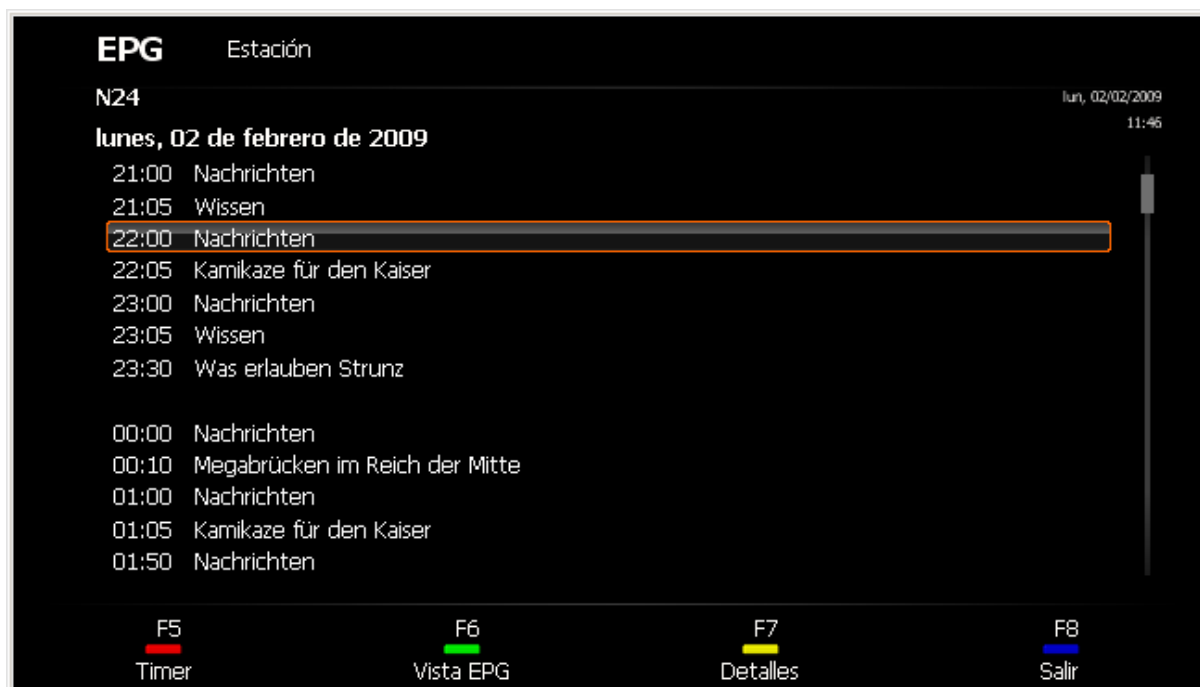 EPG Estación
N24 lun, 02/02/2009
11:46
lunes, 02 de febrero de 2009
21:00 Nachrichten
21:05 Wissen
22:00 Nachrichten
22:05 Kamikaze für den Kaiser
23:00 Nachrichten
23:05 Wissen
23:30 Was erlauben Strunz
00:00 Nachrichten
00:10 Megabrücken im Reich der Mitte
01:00 Nachrichten
01:05 Kamikaze für den Kaiser
01:50 Nachrichten
F5 F6 F7 F8
Timer Vista EPG Detalles Salir